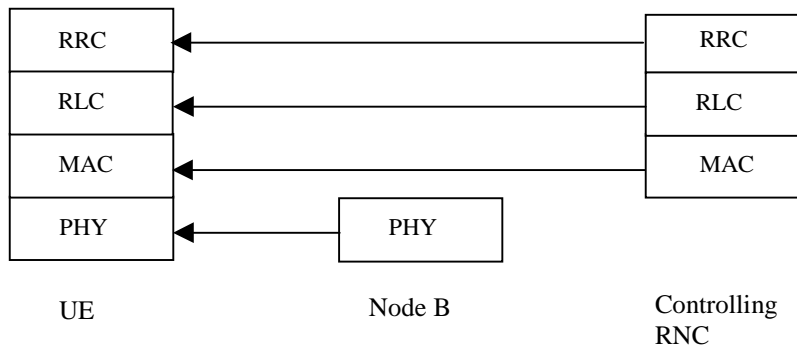 RRC
RRC
RLC
RLC
MAC
MAC
PHY
PHY
UE
Node B
Controlling
RNC